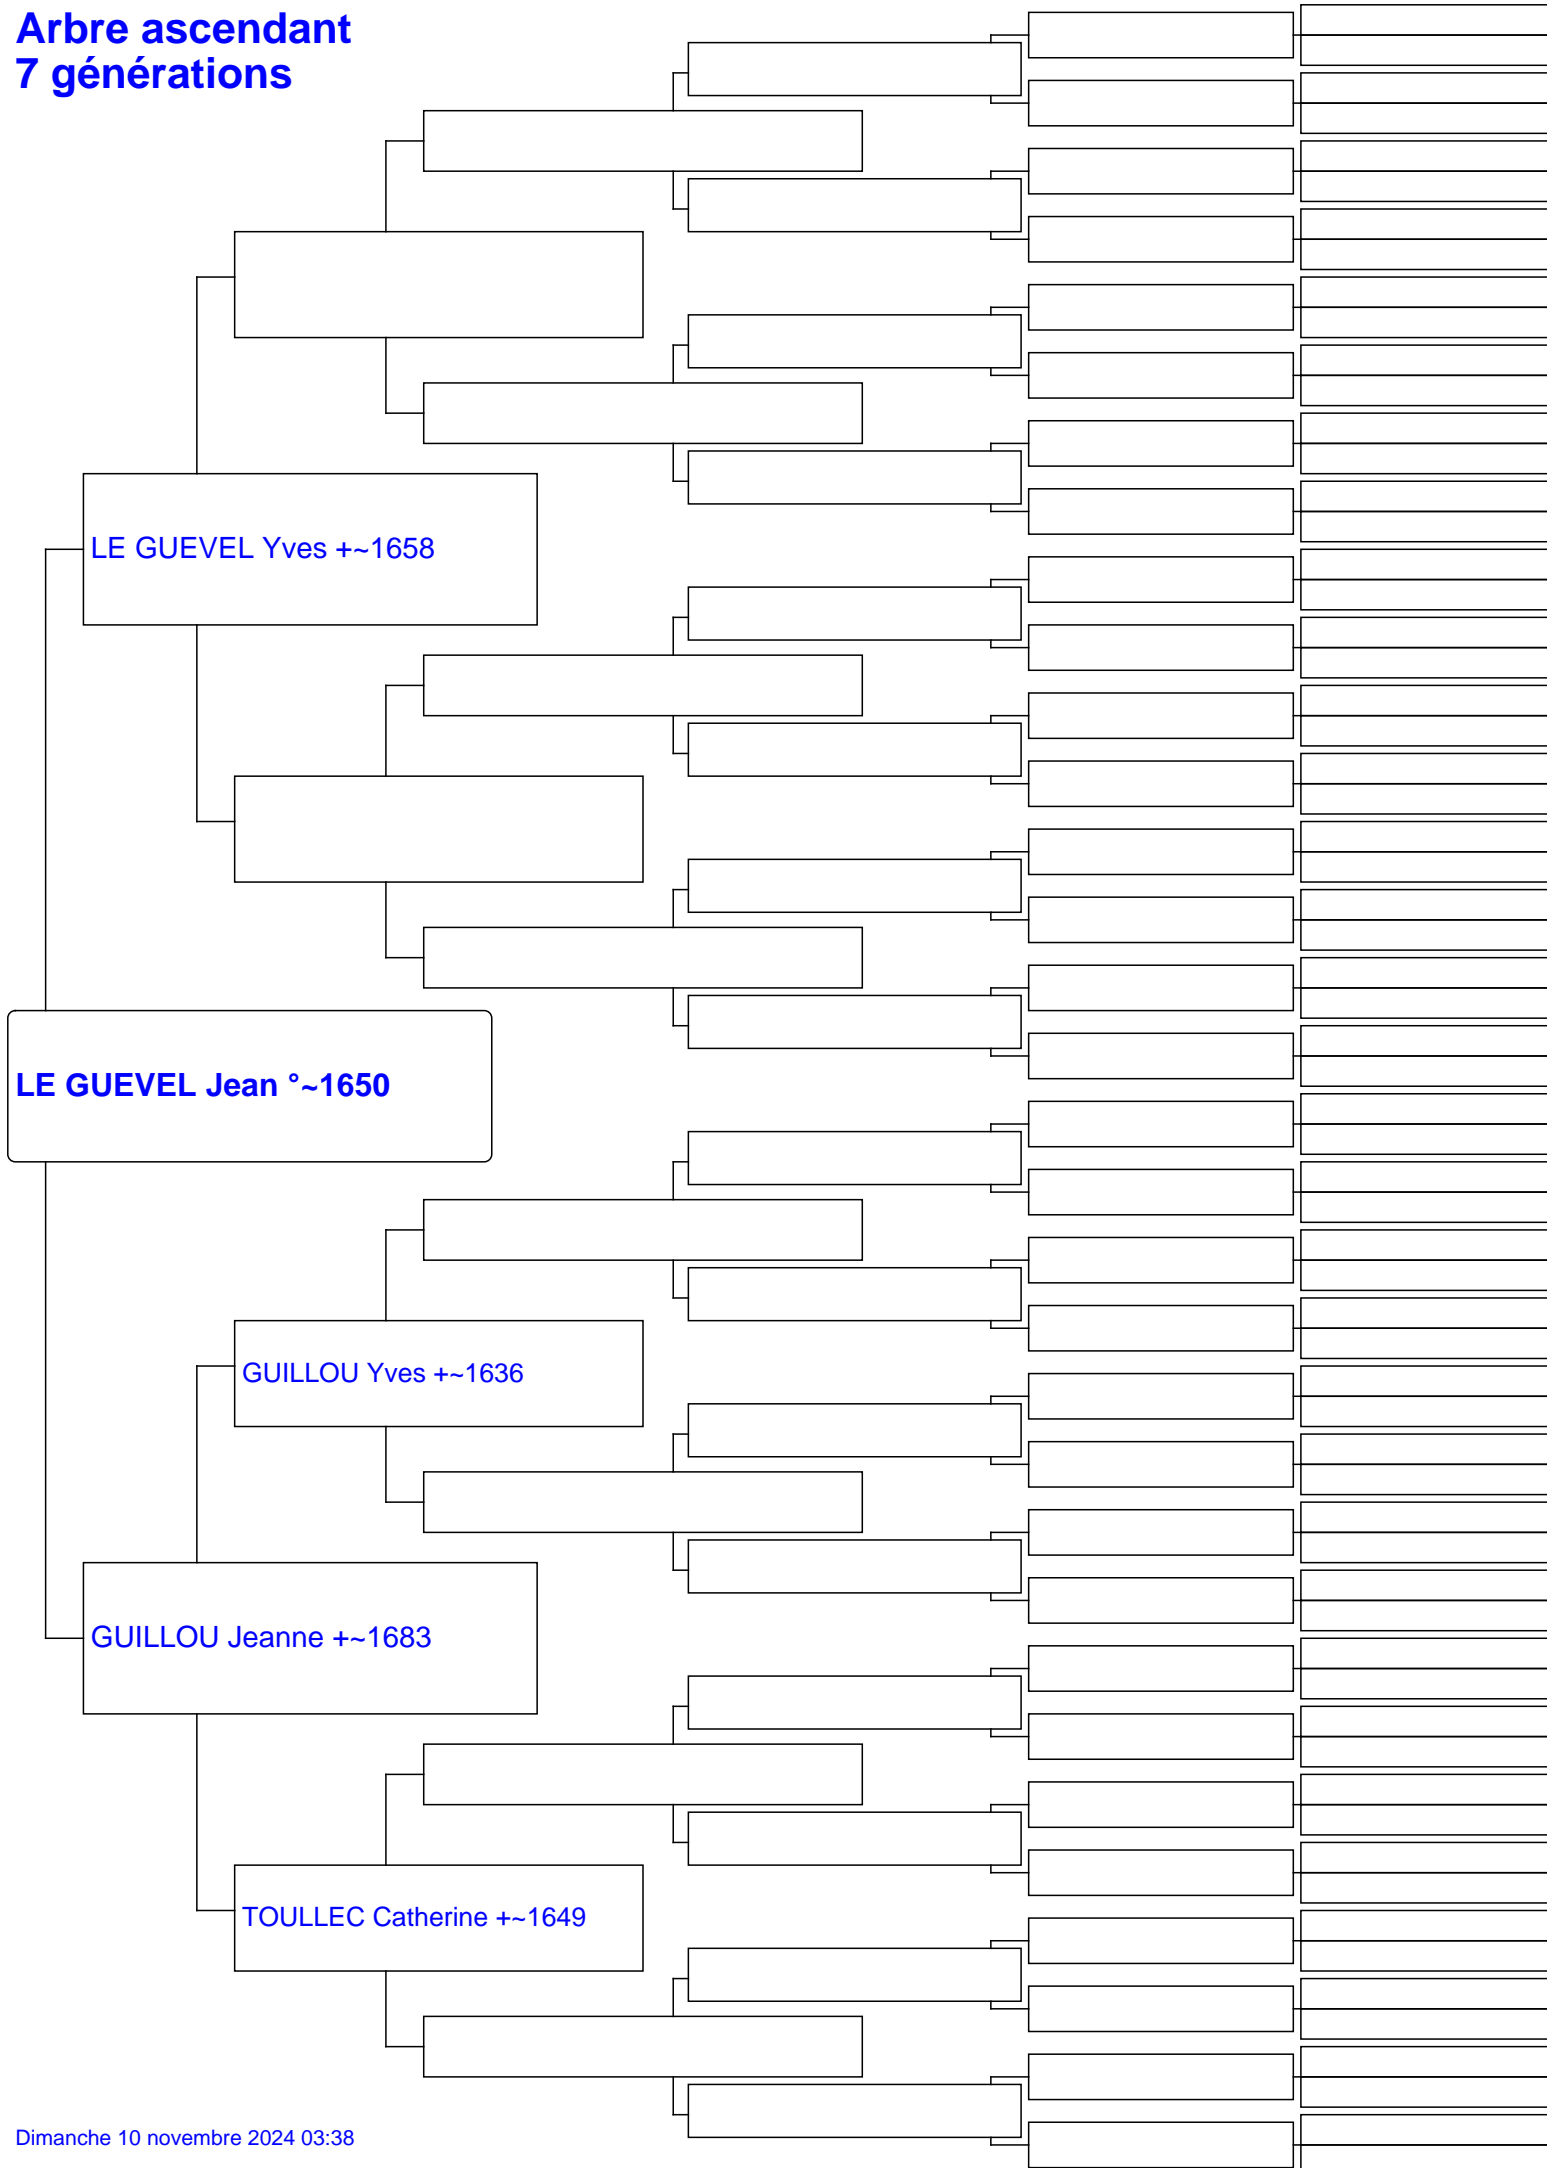 Arbre ascendant
7 générations
LE GUEVEL Yves +~1658
LE GUEVEL Jean °~1650
GUILLOU Yves +~1636
GUILLOU Jeanne +~1683
TOULLEC Catherine +~1649
Dimanche 10 novembre 2024 03:38